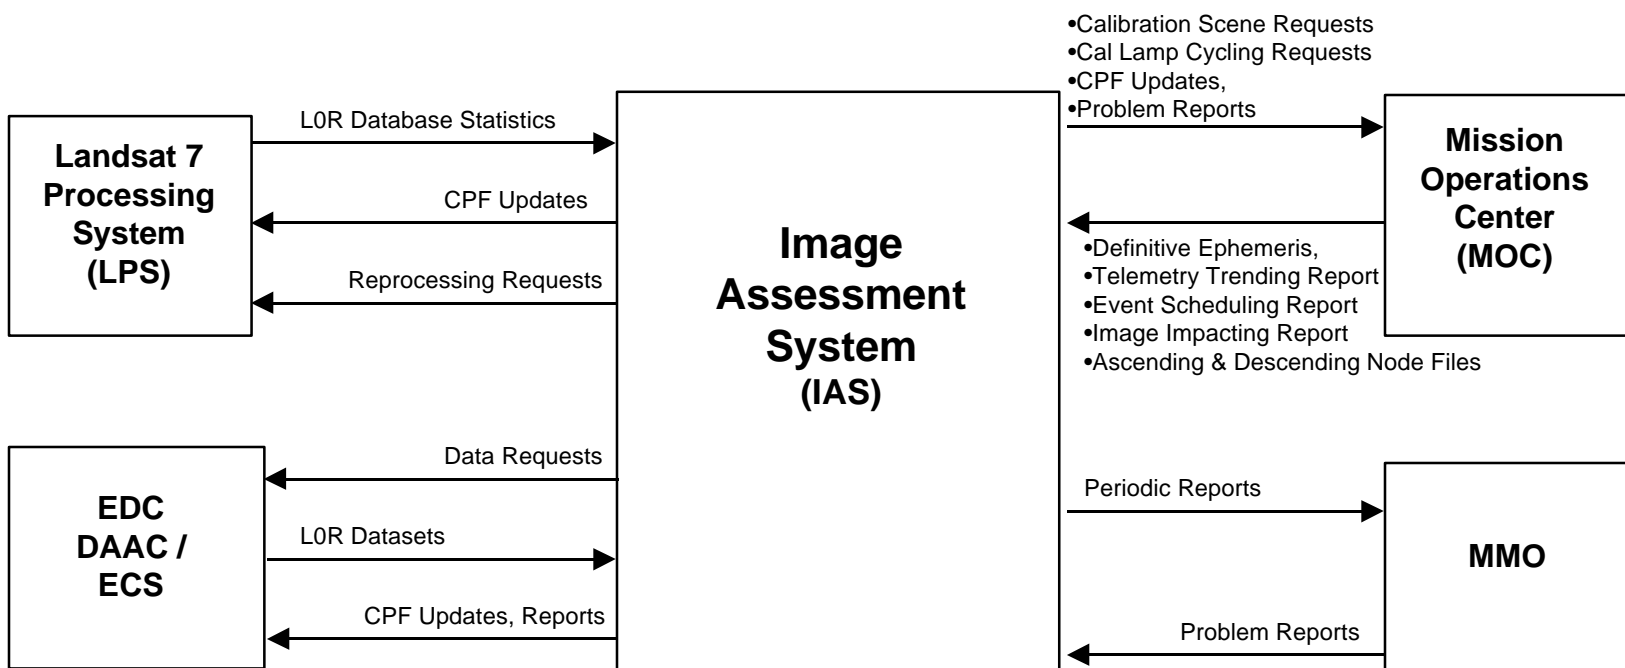 •Calibration Scene Requests
•Cal Lamp Cycling Requests
•CPF Updates,
•Problem Reports
L0R Database Statistics
Landsat 7
Processing
System
(LPS)
CPF Updates
Reprocessing Requests
Image
Assessment
System
(IAS)
Mission
Operations
Center
(MOC)
•Definitive Ephemeris,
•Telemetry Trending Report
•Event Scheduling Report
•Image Impacting Report
•Ascending & Descending Node Files
EDC
DAAC /
ECS
Data Requests
L0R Datasets
CPF Updates, Reports
Periodic Reports
MMO
Problem Reports